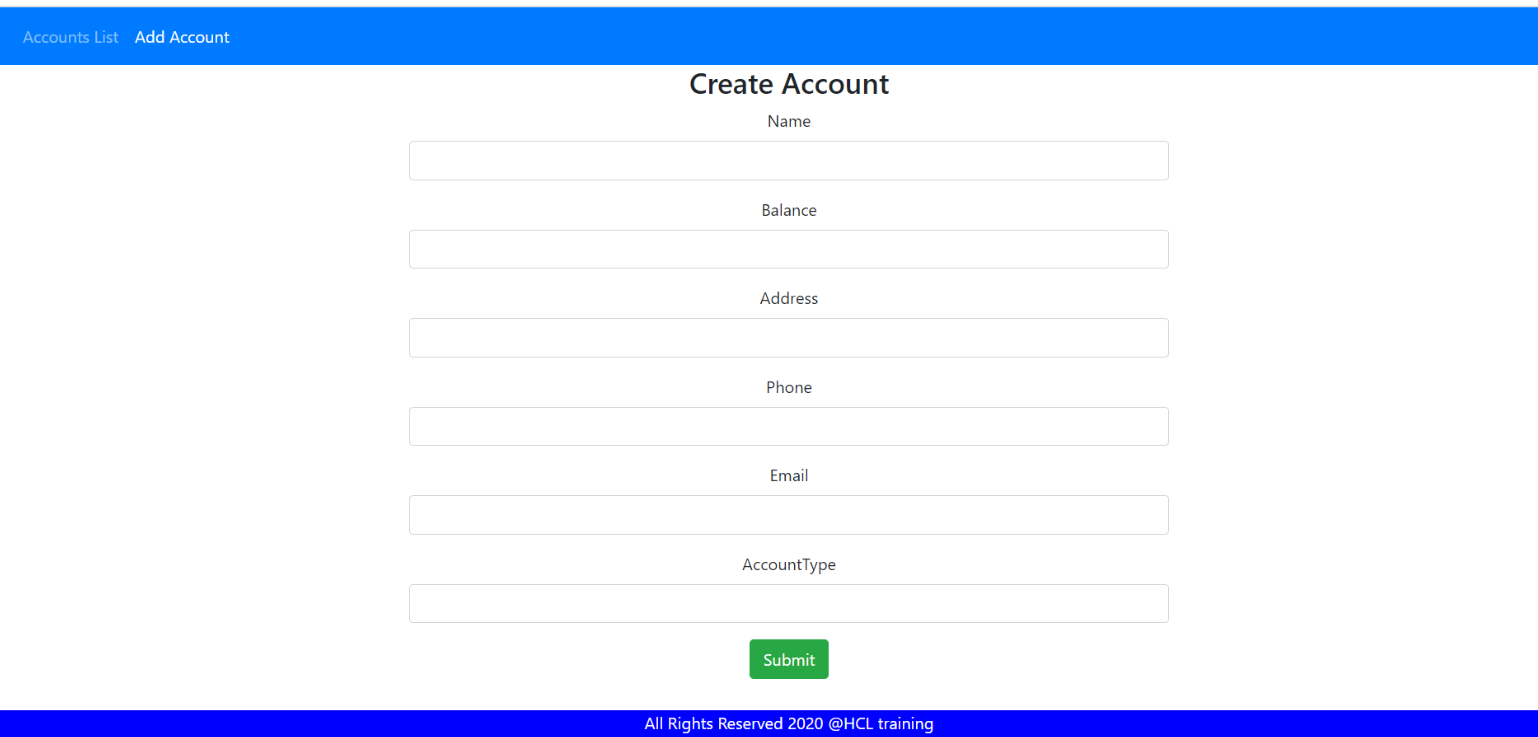 Accounts List Add Account
Create Account
Name
Balance
Address
Phone
Email
AccountType
Submit
All Rights Reserved 2020 @HCL training